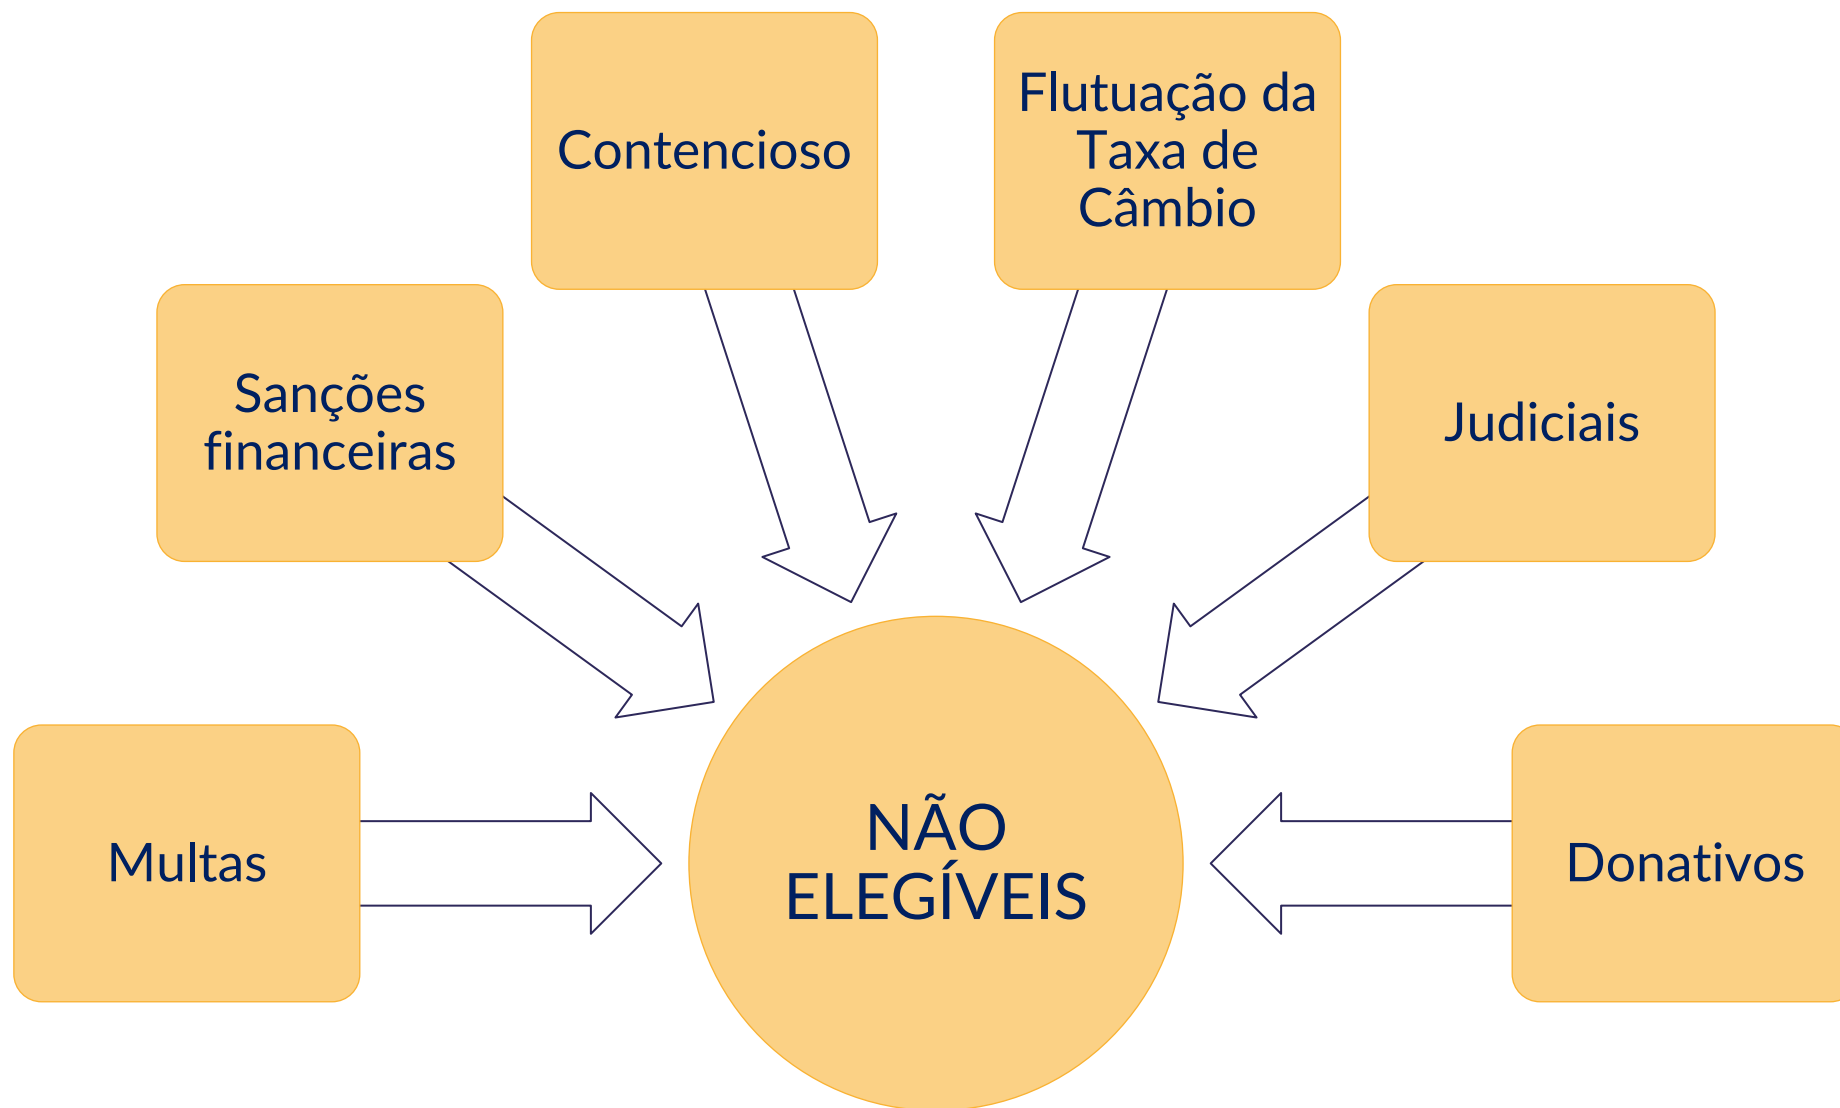 Contencioso
Flutuação da
Taxa de
Câmbio
Sanções
financeiras
Judiciais
Multas
NÃO
ELEGÍVEIS
Donativos